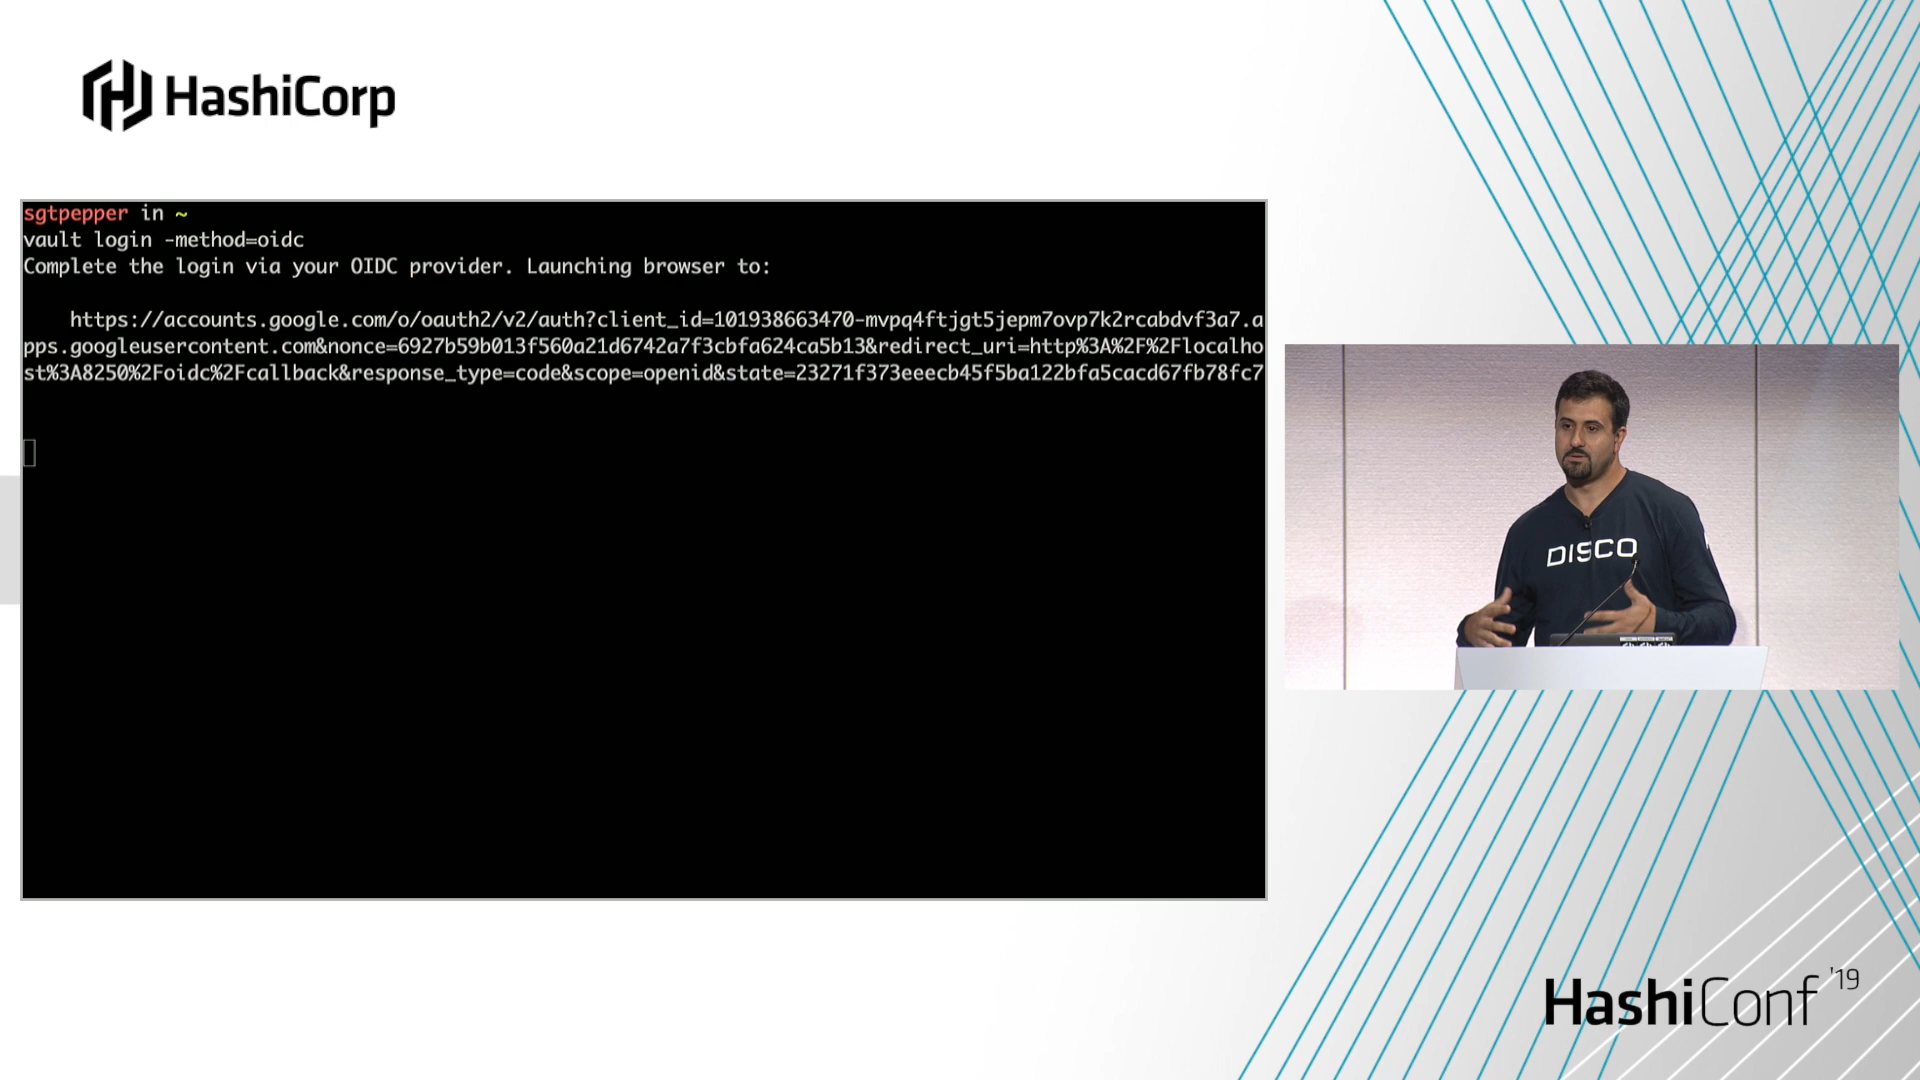 HashiCorp
sgtpepper in ~
vault login -method=oidc
Complete the login via your OIDC provider. Launching browser to:
https://accounts.google.com/o/oauth2/v2/auth?client_id=101938663470-mvpq4ftjgt5jepm7ovp7k2rcabdvf3a7.a
pps.googleusercontent.com&nonce=6927b59b013f560a21d6742a7f3cbfa624ca5b13&redirect_uri=http%3A%2F%2Flocalho
st%3A8250%2Foidc%2Fcallback&response_type=code&scope=openid&state=23271f373eeecb45f5ba122bfa5cacd67fb78fc7
DISCO
HashiConf '19